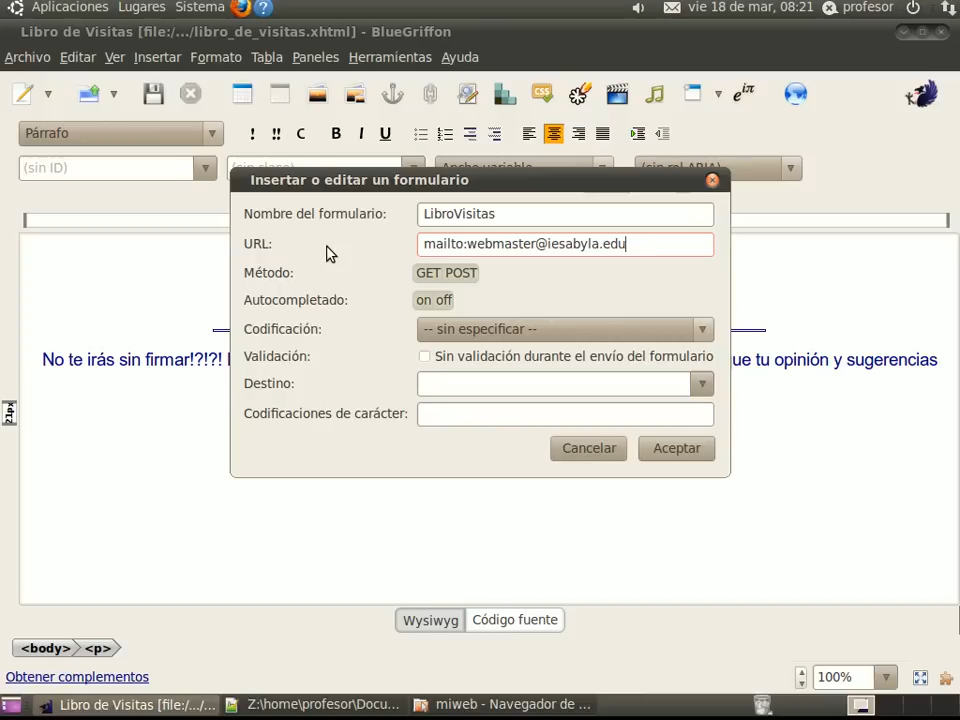 Aplicaciones Lugares Sistema ? vie 18 de mar, 08:21 profesor
Libro de Visitas [file:/.../libro_de_visitas.xhtml] - BlueGriffon
Archivo Editar Ver Insertar Formato Tabla Paneles Herramientas Ayuda
CSS
Párrafo ! !! C B I U
(sin ID)
Insertar o editar un formulario
Nombre del formulario: LibroVisitas
URL: mailto:webmaster@iesabyla.edu
Método: GET POST
Autocompletado: on off
Codificación: -- sin especificar --
No te irás sin firmar!?!?! ue tu opinión y sugerencias
Validación: Sin validación durante el envío del formulario
Destino:
21px
Codificaciones de carácter:
Cancelar Aceptar
Wysiwyg Código fuente
<body> <p>
Obtener complementos 100%
Libro de Visitas [file:/.../... Z:\home\profesor\Docu... miweb - Navegador de ...